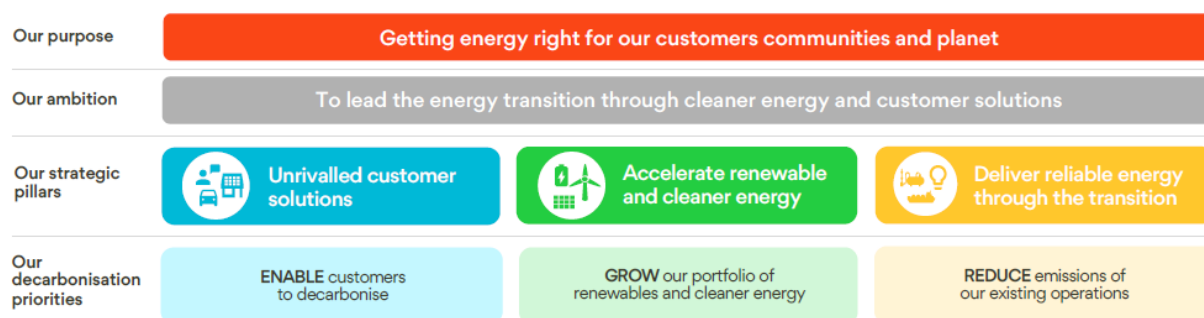 Our purpose
Getting energy right for our customers communities and planet
Our ambition
To lead the energy transition through cleaner energy and customer solutions
Our strategic
pillars
Unrivalled customer
solutions
Accelerate renewable
and cleaner energy
Deliver reliable energy
through the transition
Our
decarbonisation
priorities
ENABLE customers
to decarbonise
GROW our portfolio of
renewables and cleaner energy
REDUCE emissions of
our existing operations